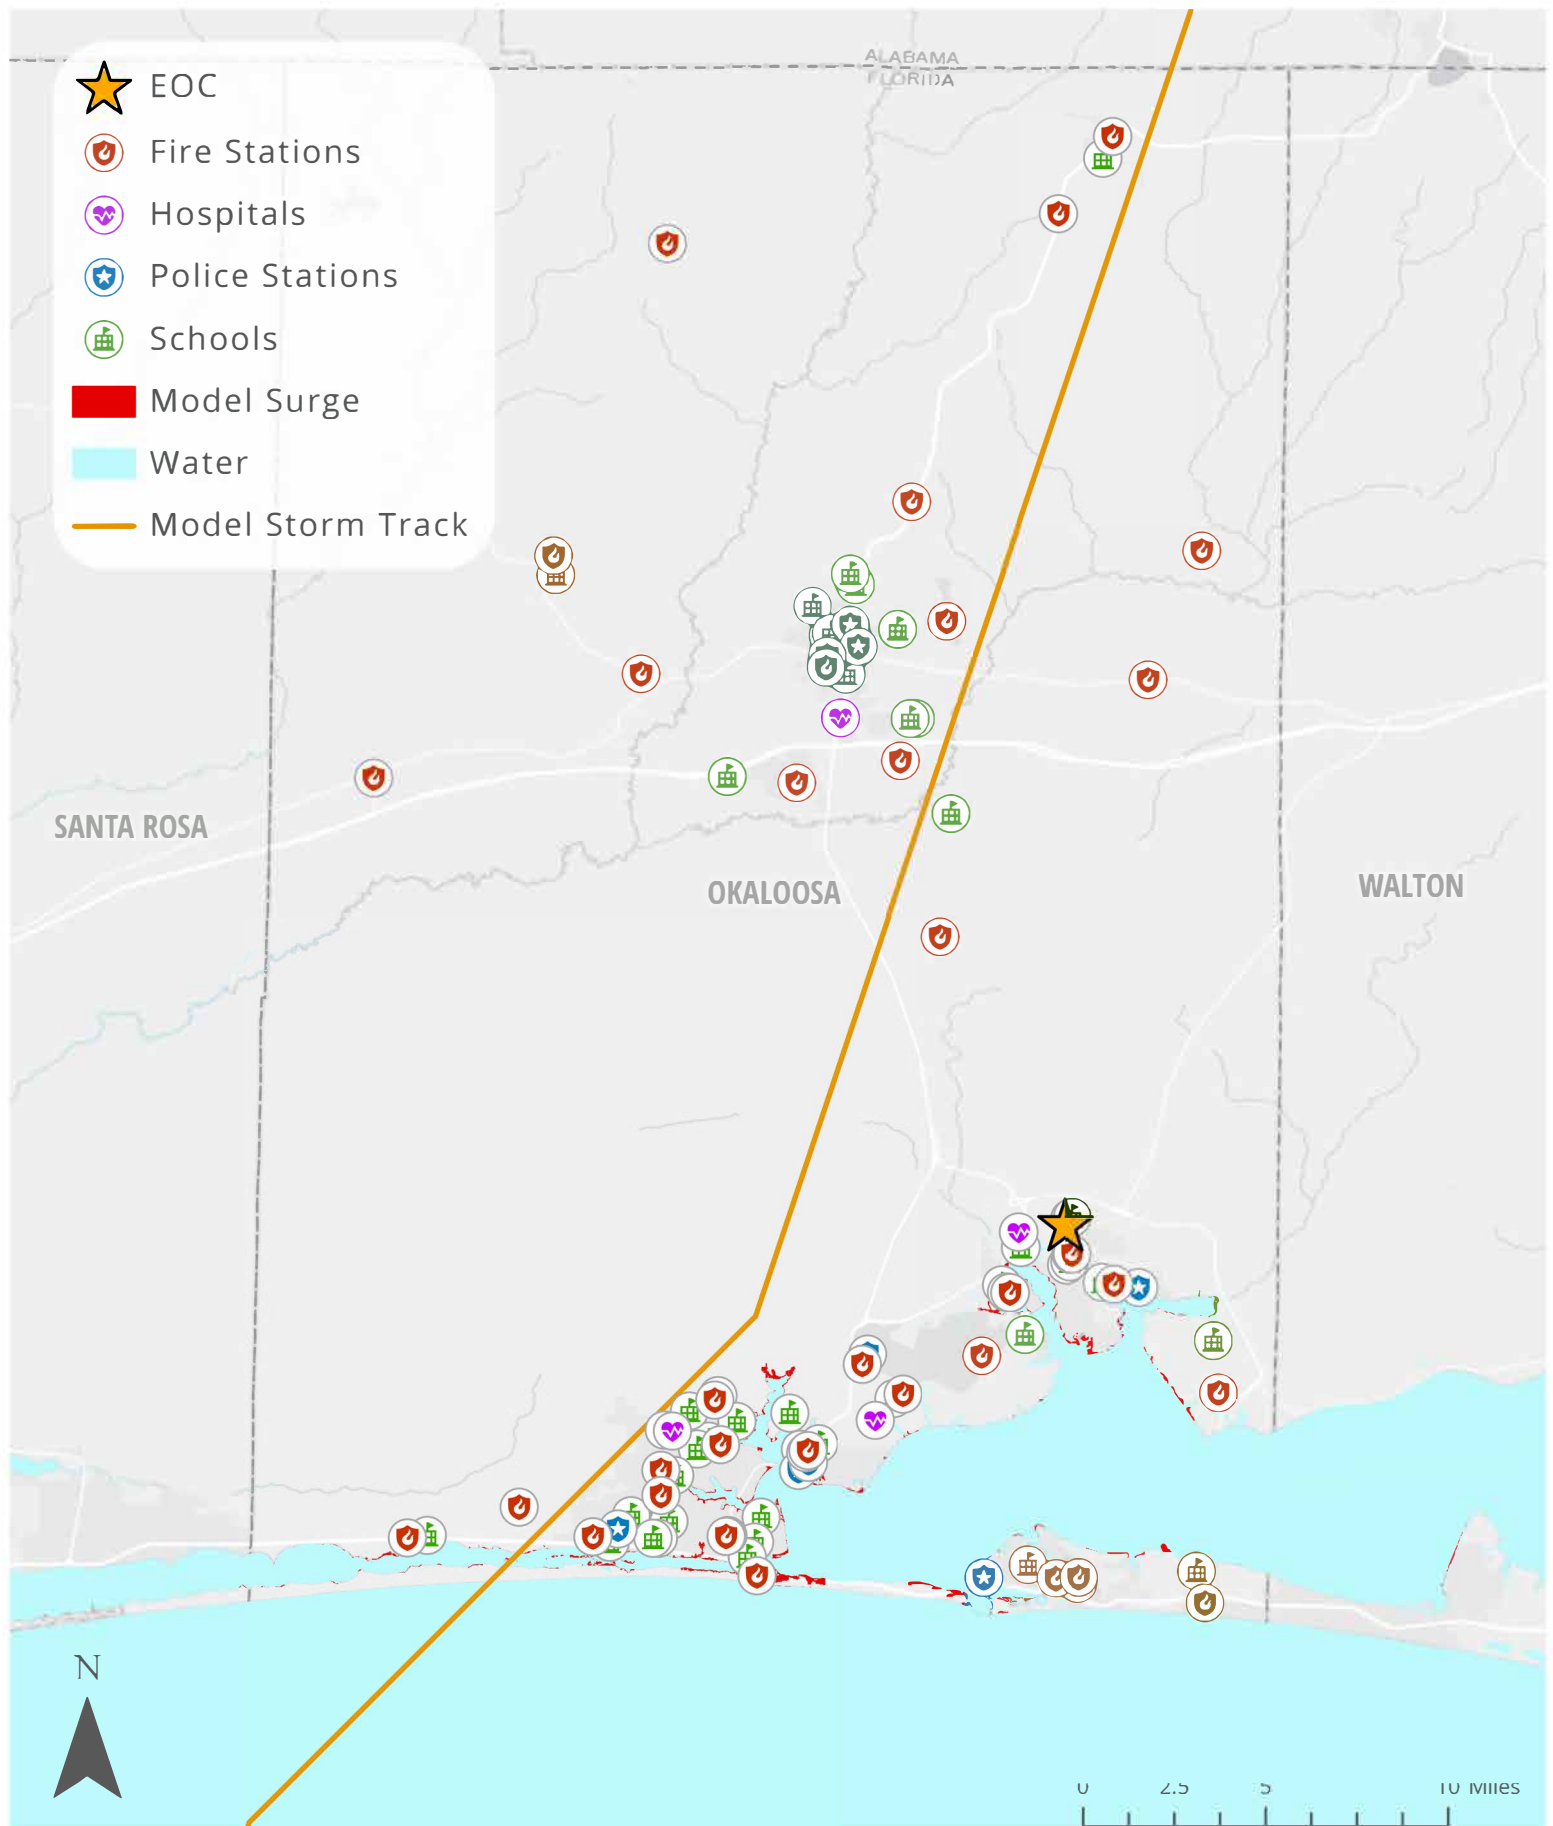 ALABAMA
FLORIDA
EOC
Fire Stations
Hospitals
Police Stations
Schools
Model Surge
Water
Model Storm Track
SANTA ROSA
OKALOOSA
WALTON
N
0 2.5 5 10 Miles